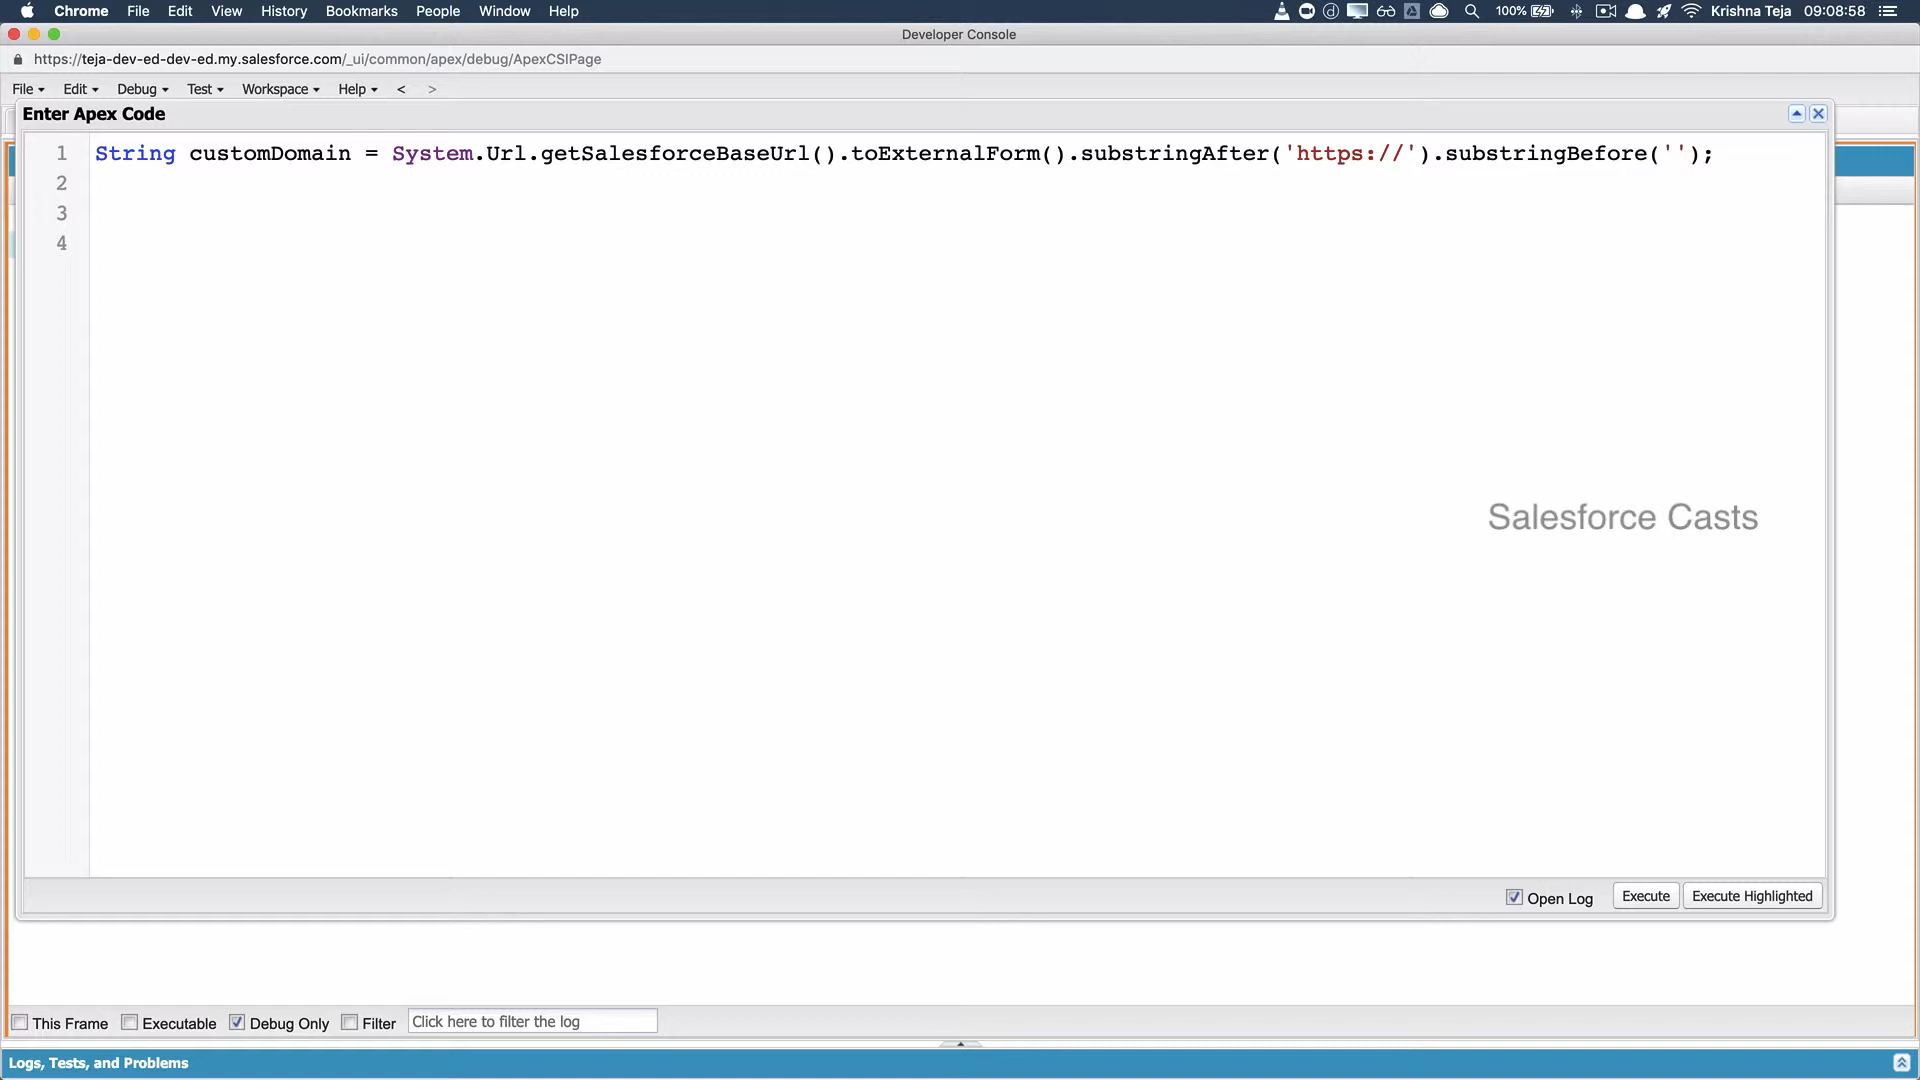 Chrome File Edit View History Bookmarks People Window Help 100% Krishna Teja 09:08:58
Developer Console
https://teja-dev-ed-dev-ed.my.salesforce.com/_ui/common/apex/debug/ApexCSIPage
File Edit Debug Test Workspace Help < >
Enter Apex Code
1 String customDomain = System.Url.getSalesforceBaseUrl().toExternalForm().substringAfter('https://').substringBefore('');
2
3
4
Salesforce Casts
Open Log Execute Execute Highlighted
This Frame Executable Debug Only Filter Click here to filter the log
Logs, Tests, and Problems